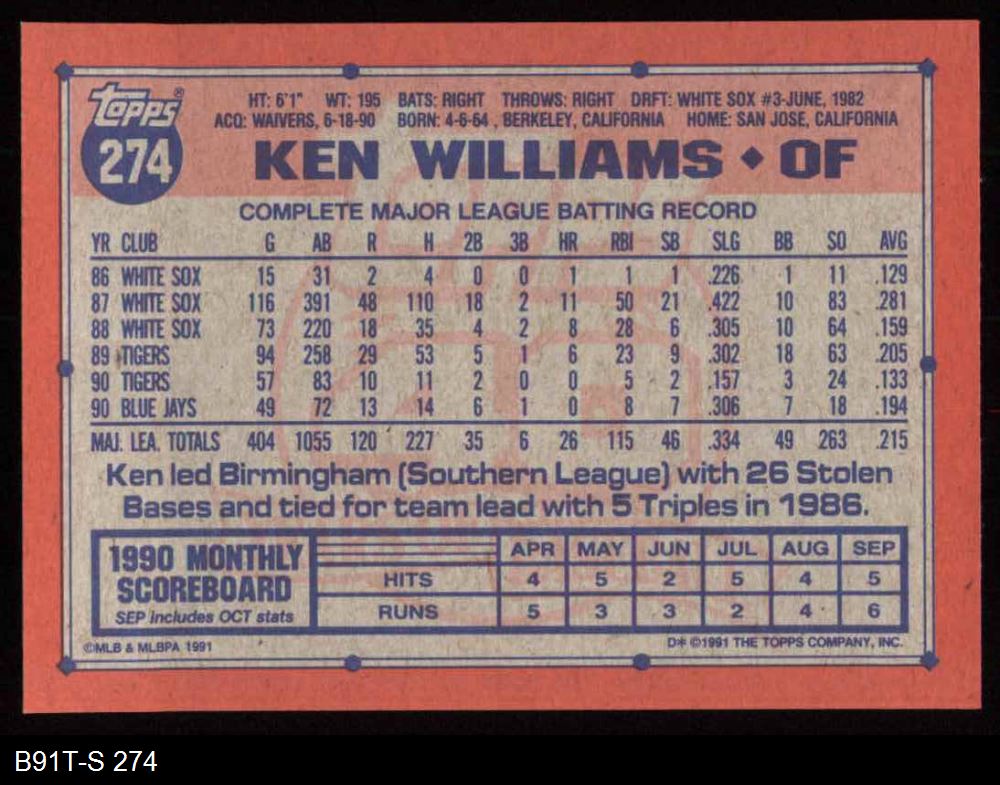 Topps®
274
HT: 6'1" WT: 195 BATS: RIGHT THROWS: RIGHT DRFT: WHITE SOX #3-JUNE, 1982
ACQ: WAIVERS, 6-18-90 BORN: 4-6-64, BERKELEY, CALIFORNIA HOME: SAN JOSE, CALIFORNIA
KEN WILLIAMS ♦ OF
COMPLETE MAJOR LEAGUE BATTING RECORD
YR CLUB G AB R H 2B 3B HR RBI SB SLG BB SO AVG
86 WHITE SOX 15 31 2 4 0 0 1 1 1 .226 1 11 .129
87 WHITE SOX 116 391 48 110 18 2 11 50 21 .422 10 83 .281
88 WHITE SOX 73 220 18 35 4 2 8 28 6 .305 10 64 .159
89 TIGERS 94 258 29 53 5 1 6 23 9 .302 18 63 .205
90 TIGERS 57 83 10 11 2 0 0 5 2 .157 3 24 .133
90 BLUE JAYS 49 72 13 14 6 1 0 8 7 .306 7 18 .194
MAJ. LEA. TOTALS 404 1055 120 227 35 6 26 115 46 .334 49 263 .215
Ken led Birmingham (Southern League) with 26 Stolen
Bases and tied for team lead with 5 Triples in 1986.
1990 MONTHLY
SCOREBOARD
SEP includes OCT stats
APR MAY JUN JUL AUG SEP
HITS 4 5 2 5 4 5
RUNS 5 3 3 2 4 6
©MLB & MLBPA 1991
D* ©1991 THE TOPPS COMPANY, INC.
B91T-S 274